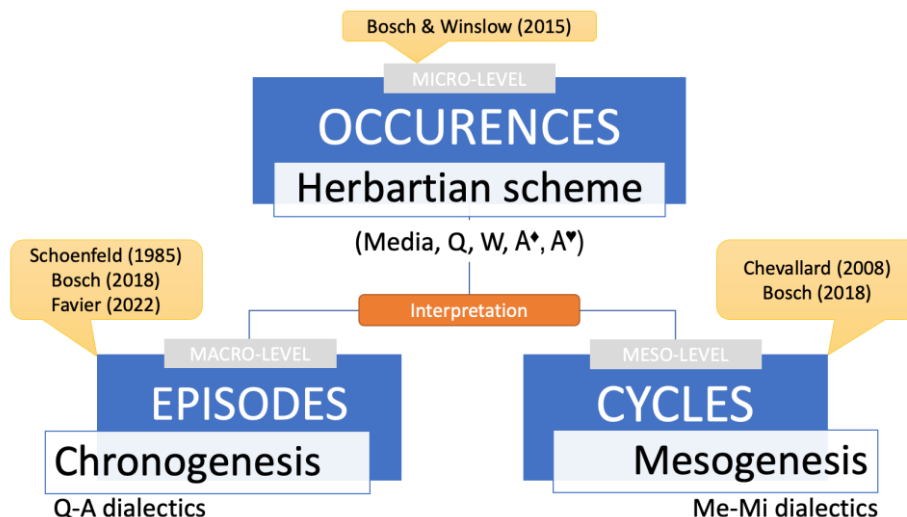 Bosch & Winslow (2015)
MICRO-LEVEL
OCCURENCES
Herbartian scheme
(Media, Q, W, A♦, A♥)
Schoenfeld (1985)
Bosch (2018)
Favier (2022)
Chevallard (2008)
Bosch (2018)
Interpretation
MACRO-LEVEL
EPISODES
Chronogenesis
Q-A dialectics
MESO-LEVEL
CYCLES
Mesogenesis
Me-Mi dialectics